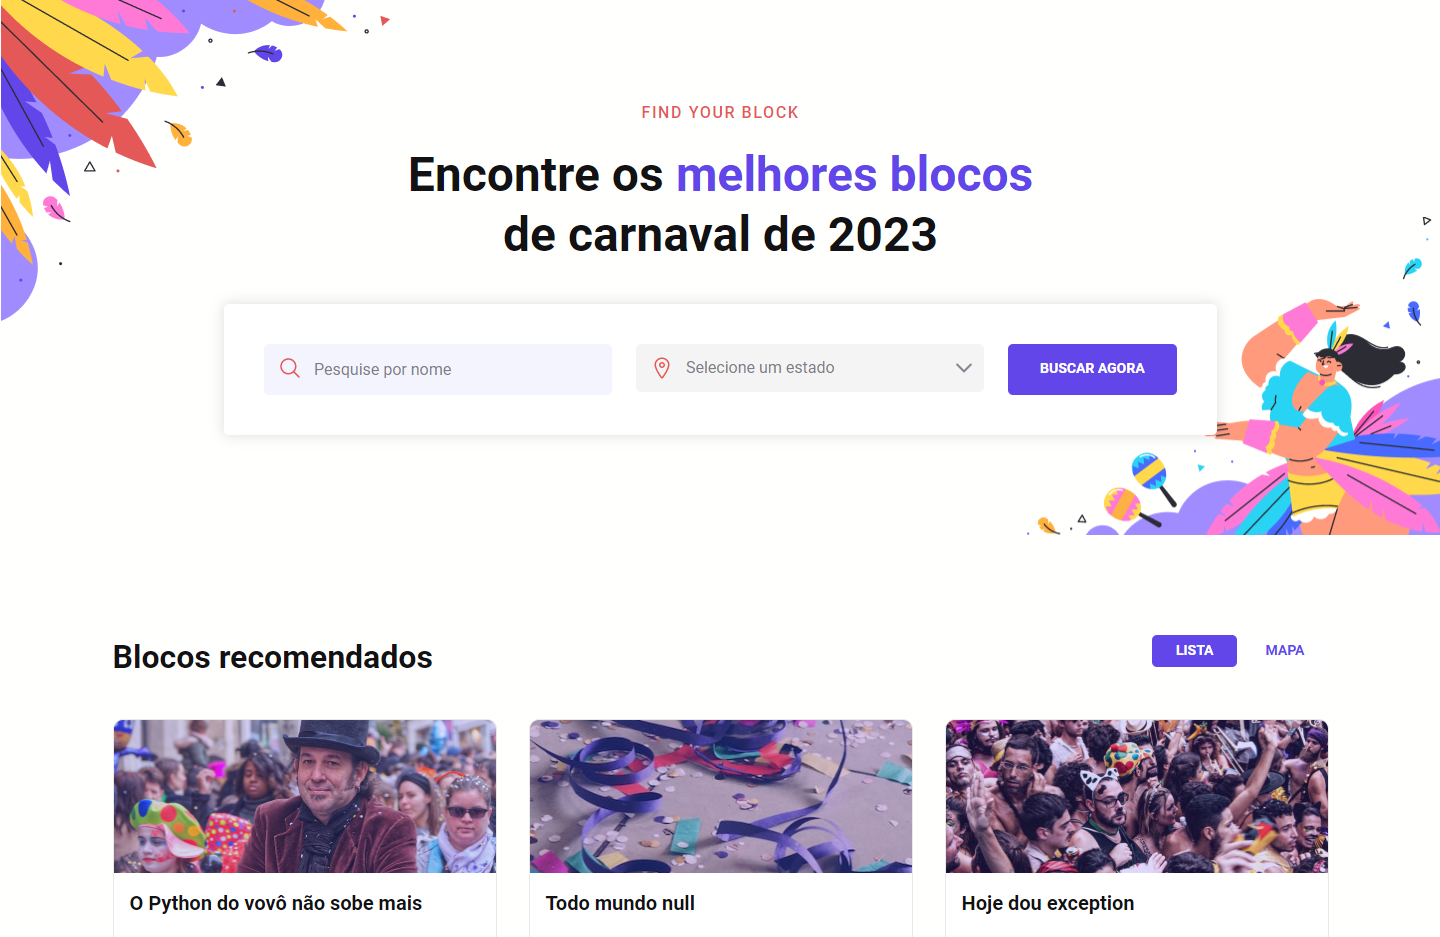 FIND YOUR BLOCK
Encontre os melhores blocos
de carnaval de 2023
Pesquise por nome
Selecione um estado
BUSCAR AGORA
Blocos recomendados
LISTA
MAPA
O Python do vovô não sobe mais
Todo mundo null
Hoje dou exception